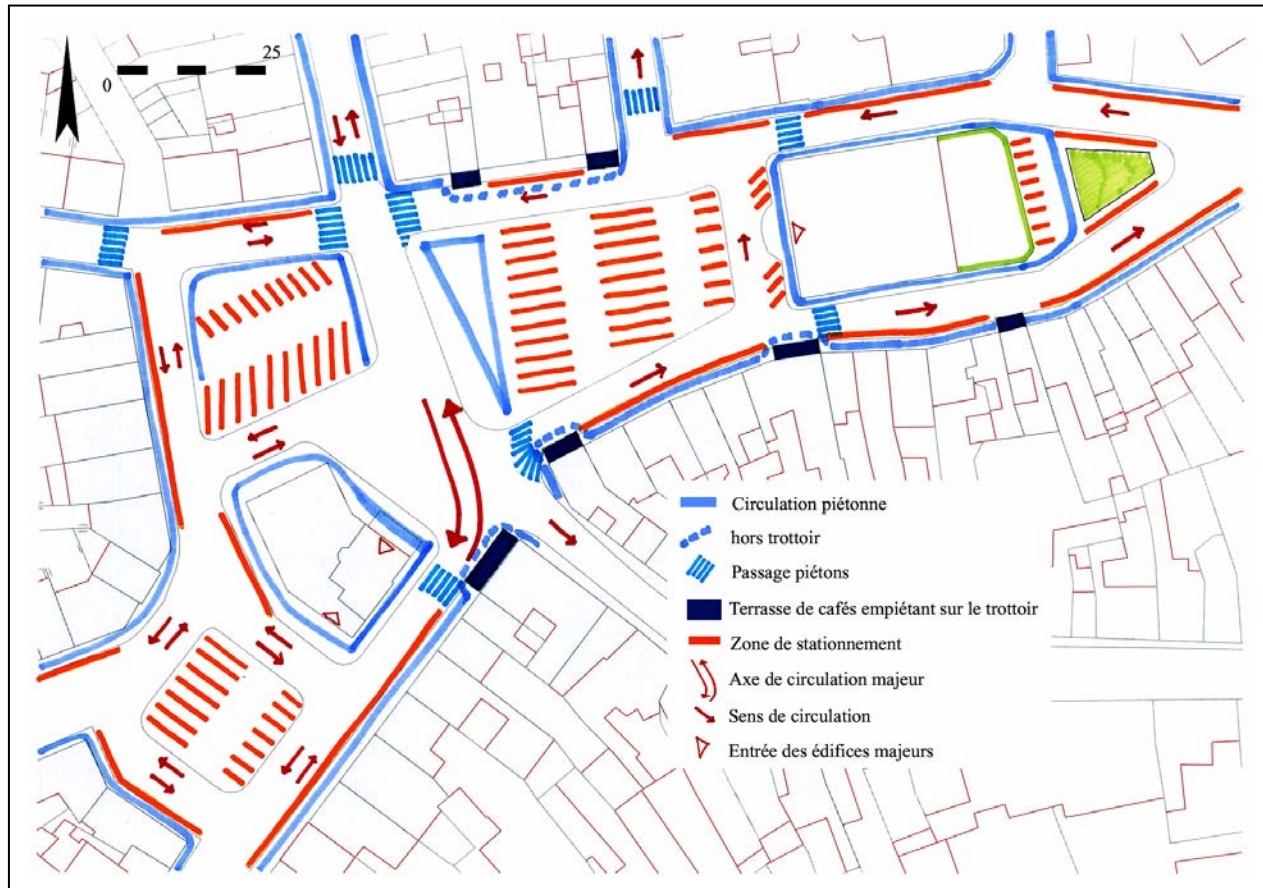 25
0
Circulation piétonne
hors trottoir
Passage piétons
Terrasse de cafés empiétant sur le trottoir
Zone de stationnement
Axe de circulation majeur
Sens de circulation
Entrée des édifices majeurs